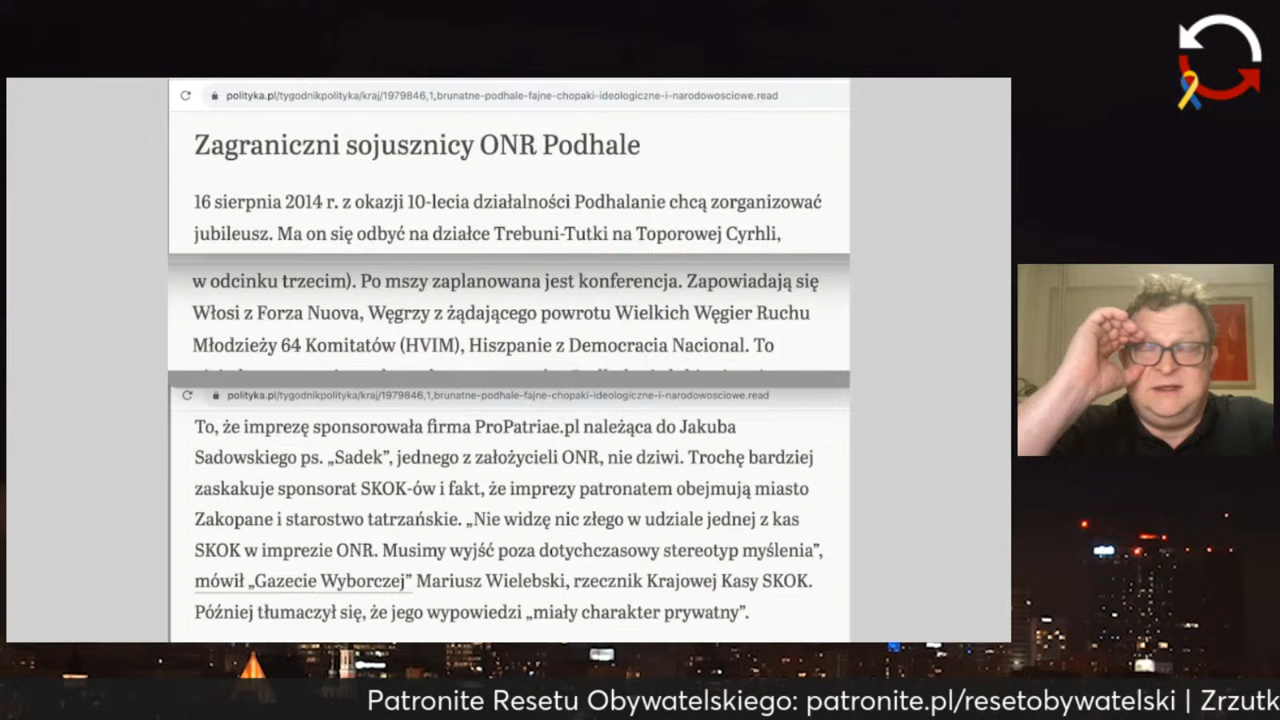 polityka.pl/tygodnikpolityka/kraj/1979846,1,brunatne-podhale-fajne-chopaki-ideologiczne-i-narodowosciowe.read
Zagraniczni sojusznicy ONR Podhale
16 sierpnia 2014 r. z okazji 10-lecia działalności Podhalanie chcą zorganizować
jubileusz. Ma on się odbyć na działce Trebuni-Tutki na Toporowej Cyrhli,
w odcinku trzecim). Po mszy zaplanowana jest konferencja. Zapowiadają się
Włosi z Forza Nuova, Węgrzy z żądającego powrotu Wielkich Węgier Ruchu
Młodzieży 64 Komitatów (HVIM), Hiszpanie z Democracia Nacional. To
polityka.pl/tygodnikpolityka/kraj/1979846,1,brunatne-podhale-fajne-chopaki-ideologiczne-i-narodowosciowe.read
To, że imprezę sponsorowała firma ProPatriae.pl należąca do Jakuba
Sadowskiego ps. „Sadek”, jednego z założycieli ONR, nie dziwi. Trochę bardziej
zaskakuje sponsorat SKOK-ów i fakt, że imprezy patronatem obejmują miasto
Zakopane i starostwo tatrzańskie. „Nie widzę nic złego w udziale jednej z kas
SKOK w imprezie ONR. Musimy wyjść poza dotychczasowy stereotyp myślenia”,
mówił „Gazecie Wyborczej” Mariusz Wielebski, rzecznik Krajowej Kasy SKOK.
Później tłumaczył się, że jego wypowiedzi „miały charakter prywatny”.
Patronite Resetu Obywatelskiego: patronite.pl/resetobywatelski | Zrzutk